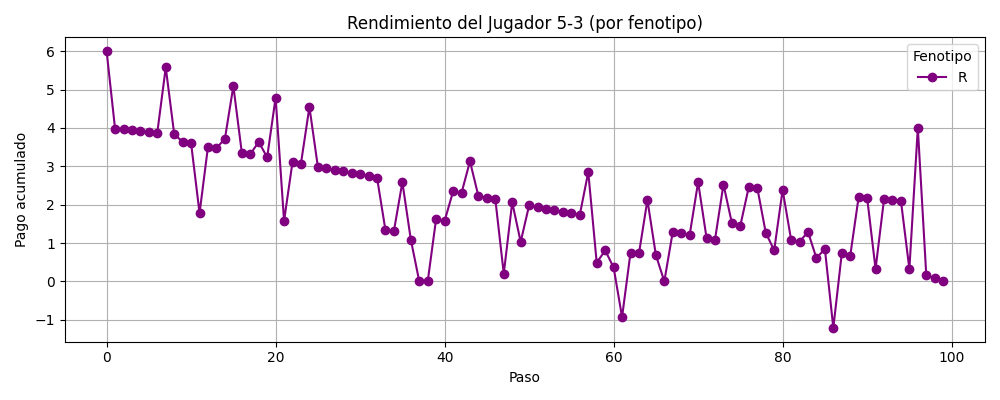 Rendimiento del Jugador 5-3 (por fenotipo)
Fenotipo
R
Pago acumulado
6
5
4
3
2
1
0
−1
0 20 40 60 80 100
Paso